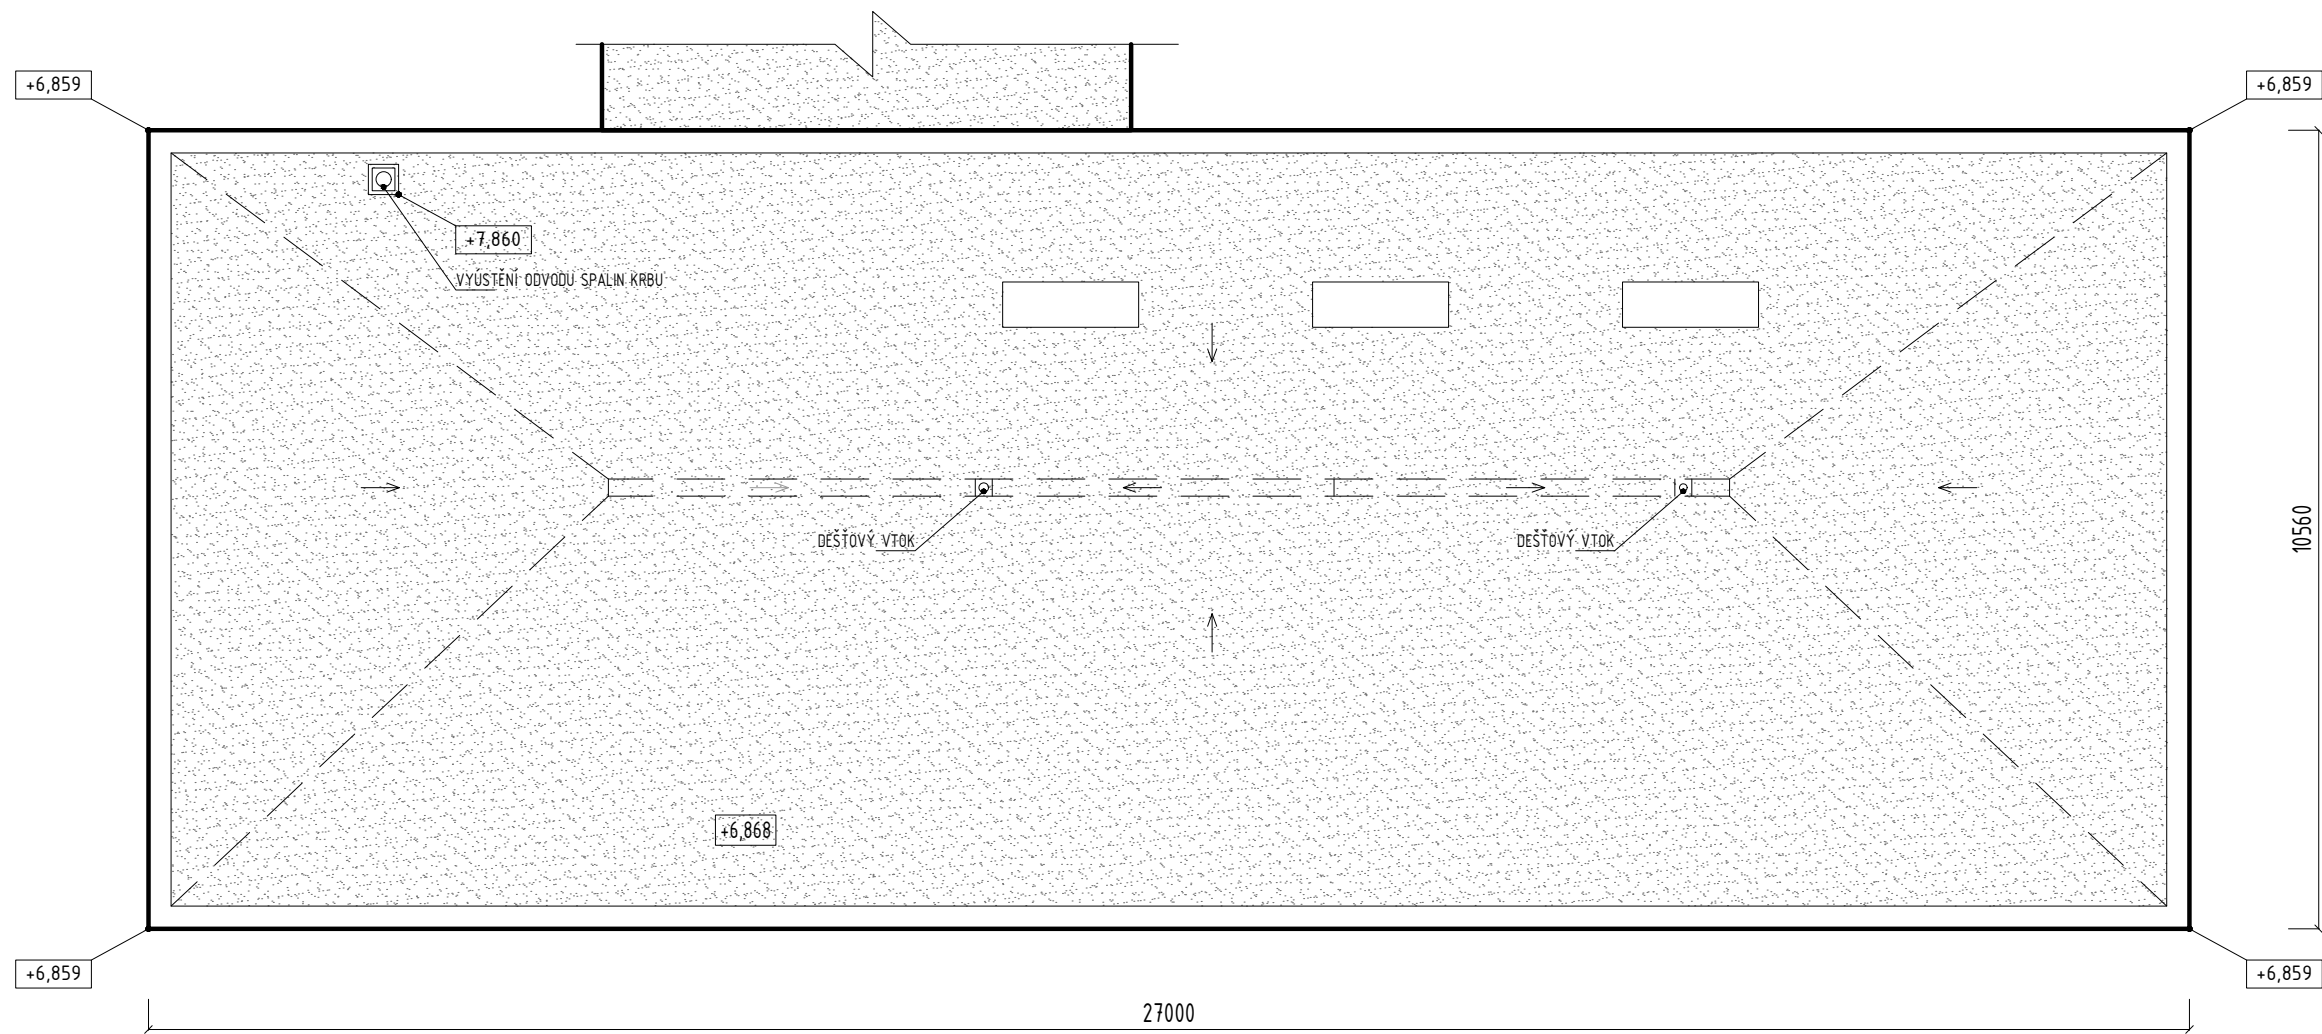 +6,859
+6,859
+7,860
VYÚSTĚNÍ ODVODU SPALIN KRBU
DEŠŤOVÝ VTOK
DEŠŤOVÝ VTOK
10560
+6,868
+6,859
+6,859
27000